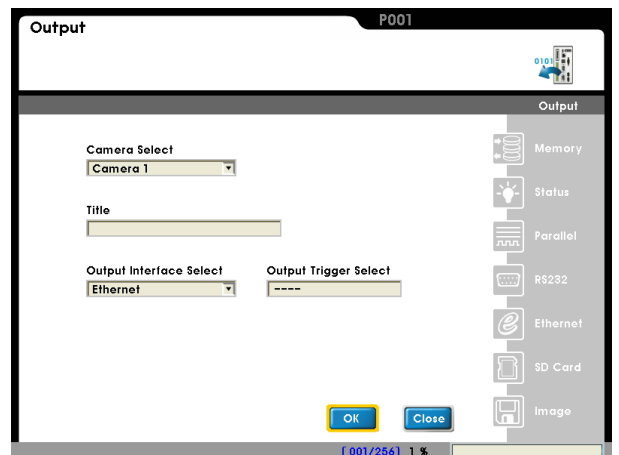 Output
P001
0101
Output
Camera Select
Camera 1
Title
Output Interface Select
Output Trigger Select
Ethernet
----
Memory
Status
Parallel
RS232
Ethernet
SD Card
Image
OK
Close
[001/256] 1 %